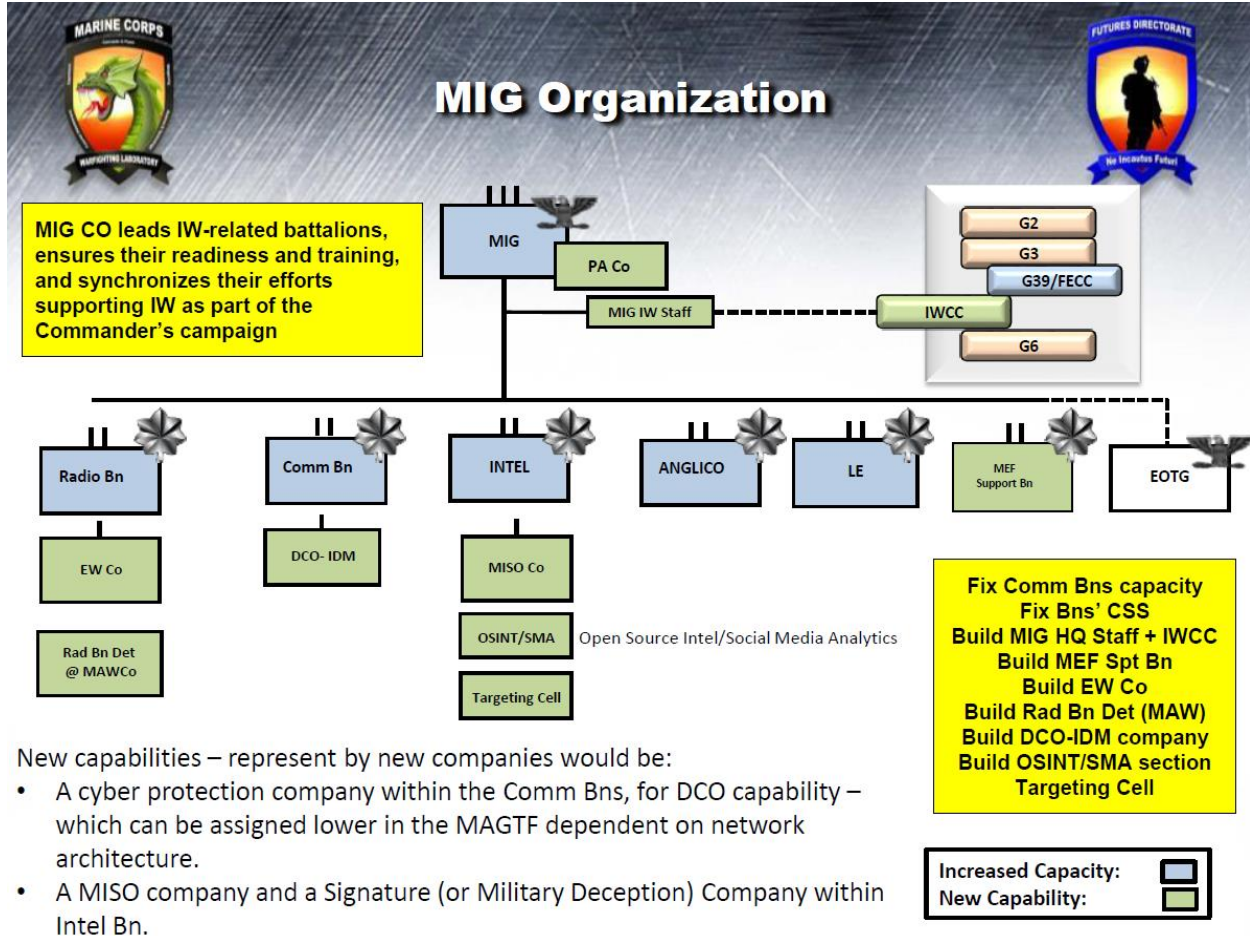 MARINE CORPS
WARFIGHTING LABORATORY
FUTURES DIRECTORATE
No Incautus Futuri
MIG Organization
MIG CO leads IW-related battalions,
ensures their readiness and training,
and synchronizes their efforts
supporting IW as part of the
Commander's campaign
MIG
PA Co
MIG IW Staff
G2
G3
G39/FECC
IWCC
G6
Radio Bn
Comm Bn
INTEL
ANGLICO
LE
MEF
Support Bn
EOTG
EW Co
DCO- IDM
MISO Co
Rad Bn Det
@ MAWCo
OSINT/SMA
Open Source Intel/Social Media Analytics
Targeting Cell
Fix Comm Bns capacity
Fix Bns' CSS
Build MIG HQ Staff + IWCC
Build MEF Spt Bn
Build EW Co
Build Rad Bn Det (MAW)
Build DCO-IDM company
Build OSINT/SMA section
Targeting Cell
New capabilities – represent by new companies would be:
• A cyber protection company within the Comm Bns, for DCO capability –
which can be assigned lower in the MAGTF dependent on network
architecture.
• A MISO company and a Signature (or Military Deception) Company within
Intel Bn.
Increased Capacity:
New Capability: